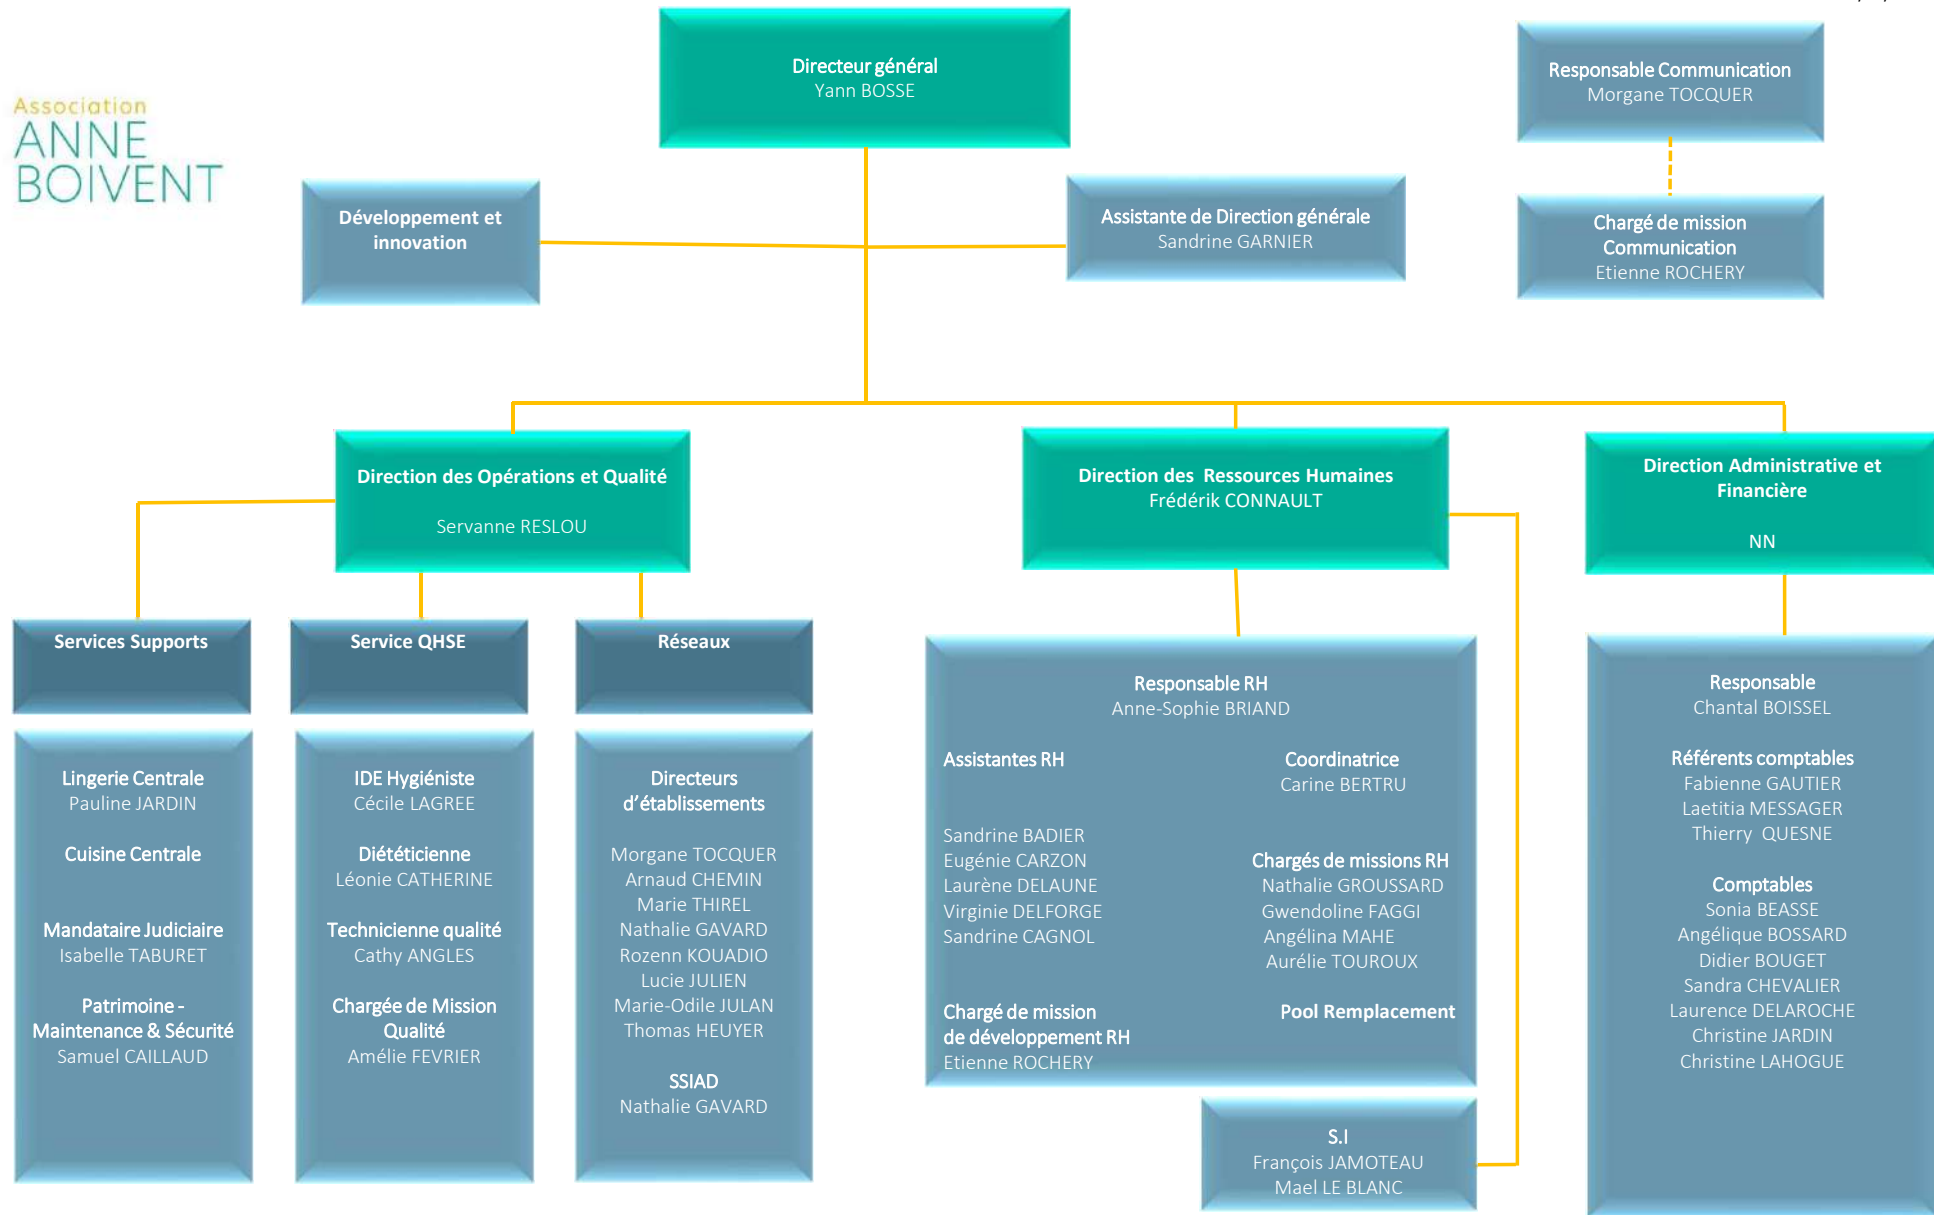 Association
ANNE
BOIVENT
Directeur général
Yann BOSSE
Responsable Communication
Morgane TOCQUER
Développement et
innovation
Assistante de Direction générale
Sandrine GARNIER
Chargé de mission
Communication
Etienne ROCHERY
Direction des Opérations et Qualité
Servanne RESLOU
Direction des Ressources Humaines
Frédérik CONNAULT
Direction Administrative et
Financière
NN
Services Supports
Service QHSE
Réseaux
Lingerie Centrale
Pauline JARDIN
Cuisine Centrale
Mandataire Judiciaire
Isabelle TABURET
Patrimoine -
Maintenance & Sécurité
Samuel CAILLAUD
IDE Hygiéniste
Cécile LAGREE
Diététicienne
Léonie CATHERINE
Technicienne qualité
Cathy ANGLES
Chargée de Mission
Qualité
Amélie FEVRIER
Directeurs
d'établissements
Morgane TOCQUER
Arnaud CHEMIN
Marie THIREL
Nathalie GAVARD
Rozenn KOUADIO
Lucie JULIEN
Marie-Odile JULAN
Thomas HEUYER
SSIAD
Nathalie GAVARD
Responsable RH
Anne-Sophie BRIAND
Assistantes RH
Sandrine BADIER
Eugénie CARZON
Laurène DELAUNE
Virginie DELFORGE
Sandrine CAGNOL
Chargé de mission
de développement RH
Etienne ROCHERY
Coordinatrice
Carine BERTRU
Chargés de missions RH
Nathalie GROUSSARD
Gwendoline FAGGI
Angélina MAHE
Aurélie TOUROUX
Pool Remplacement
S.I
François JAMOTEAU
Mael LE BLANC
Responsable
Chantal BOISSEL
Référents comptables
Fabienne GAUTIER
Laetitia MESSAGER
Thierry QUESNE
Comptables
Sonia BEASSE
Angélique BOSSARD
Didier BOUGET
Sandra CHEVALIER
Laurence DELAROCHE
Christine JARDIN
Christine LAHOGUE